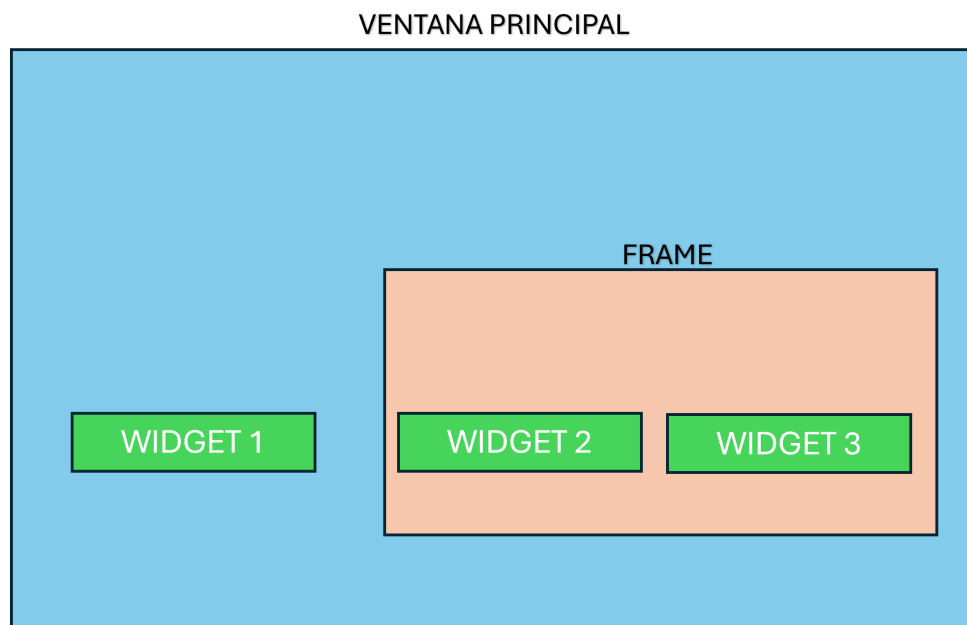 VENTANA PRINCIPAL
FRAME
WIDGET 1
WIDGET 2
WIDGET 3